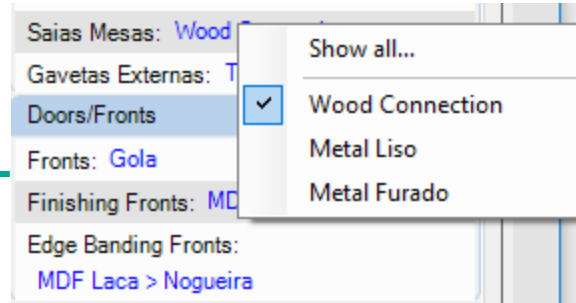 Saias Mesas: Wood
Gavetas Externas: T
Doors/Fronts
Fronts: Gola
Finishing Fronts: MD
Edge Banding Fronts:
MDF Laca > Nogueira
Show all...
Wood Connection
Metal Liso
Metal Furado